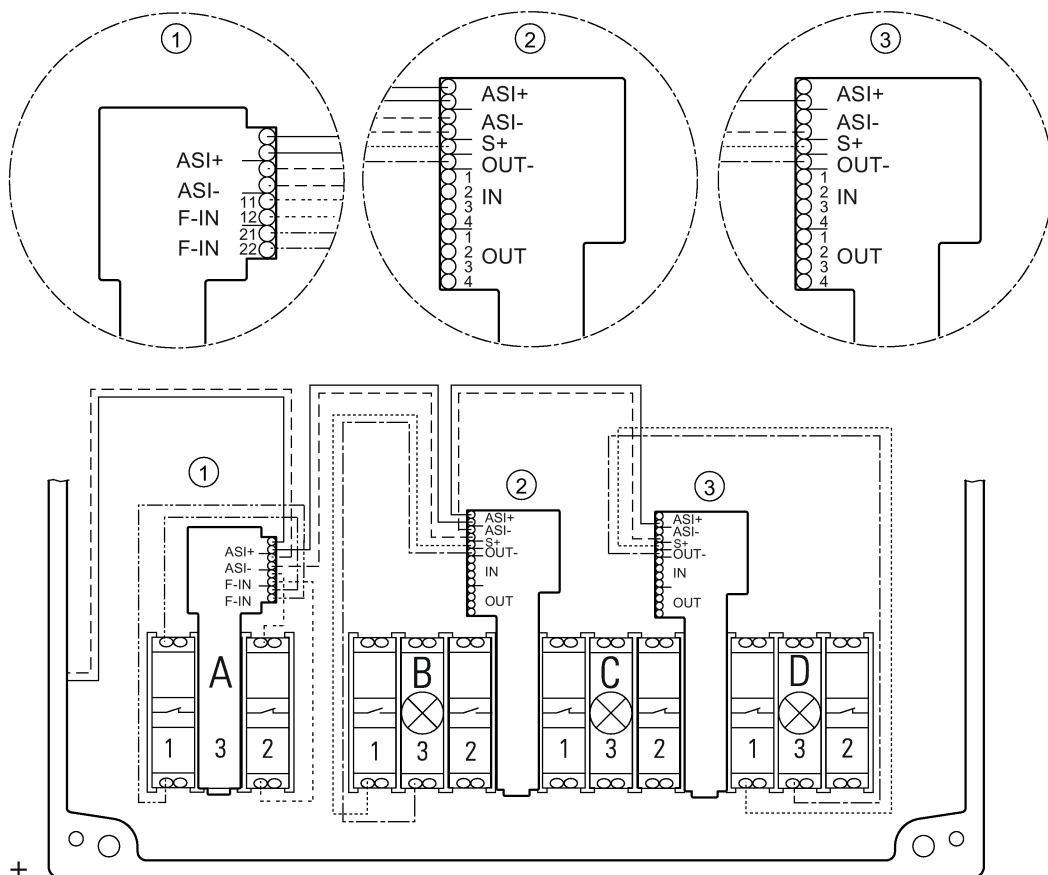 1
ASI+
ASI-
11
F-IN
12
21
F-IN
22
2
ASI+
ASI-
S+
OUT-
1
2
IN
3
4
1
2
OUT
3
4
3
ASI+
ASI-
S+
OUT-
1
2
IN
3
4
1
2
OUT
3
4
1
ASI+
ASI-
F-IN
F-IN
2
ASI+
ASI-
S+
OUT-
IN
OUT
3
ASI+
ASI-
S+
OUT-
IN
OUT
A
1 3 2
B
1 3 2
C
1 3 2
D
1 3 2
+